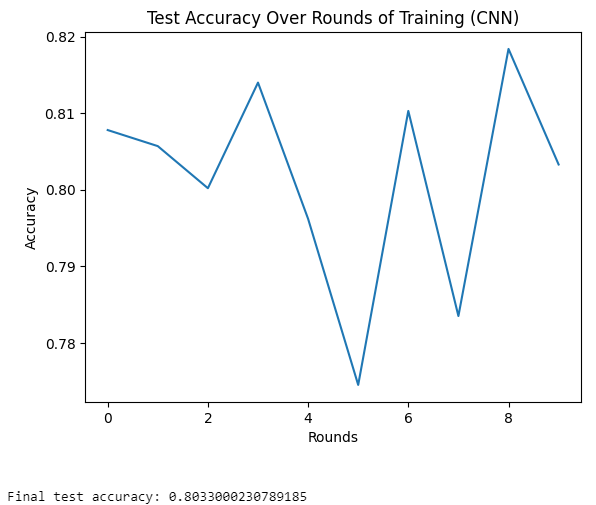 Test Accuracy Over Rounds of Training (CNN)
0.82
0.81
0.80
0.79
0.78
Accuracy
0 2 4 6 8
Rounds
Final test accuracy: 0.8033000230789185